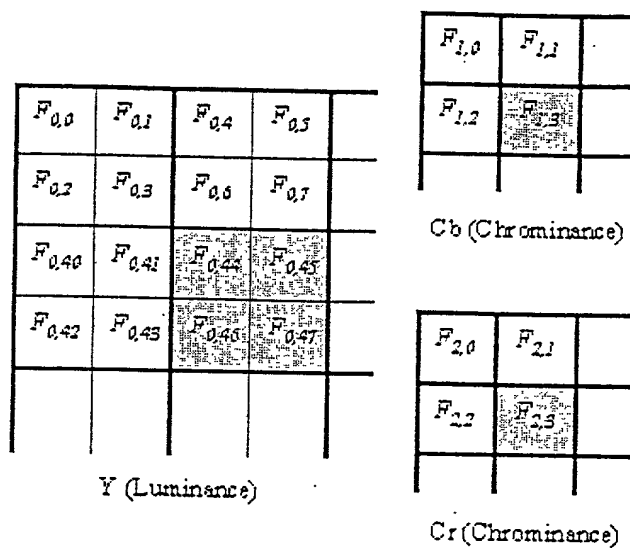 F0,0 F0,1 F0,4 F0,5
F0,2 F0,3 F0,6 F0,7
F0,40 F0,41 F0,44 F0,45
F0,42 F0,43 F0,46 F0,47
Y (Luminance)
F1,0 F1,1
F1,2 F1,3
Cb (Chrominance)
F2,0 F2,1
F2,2 F2,3
Cr (Chrominance)